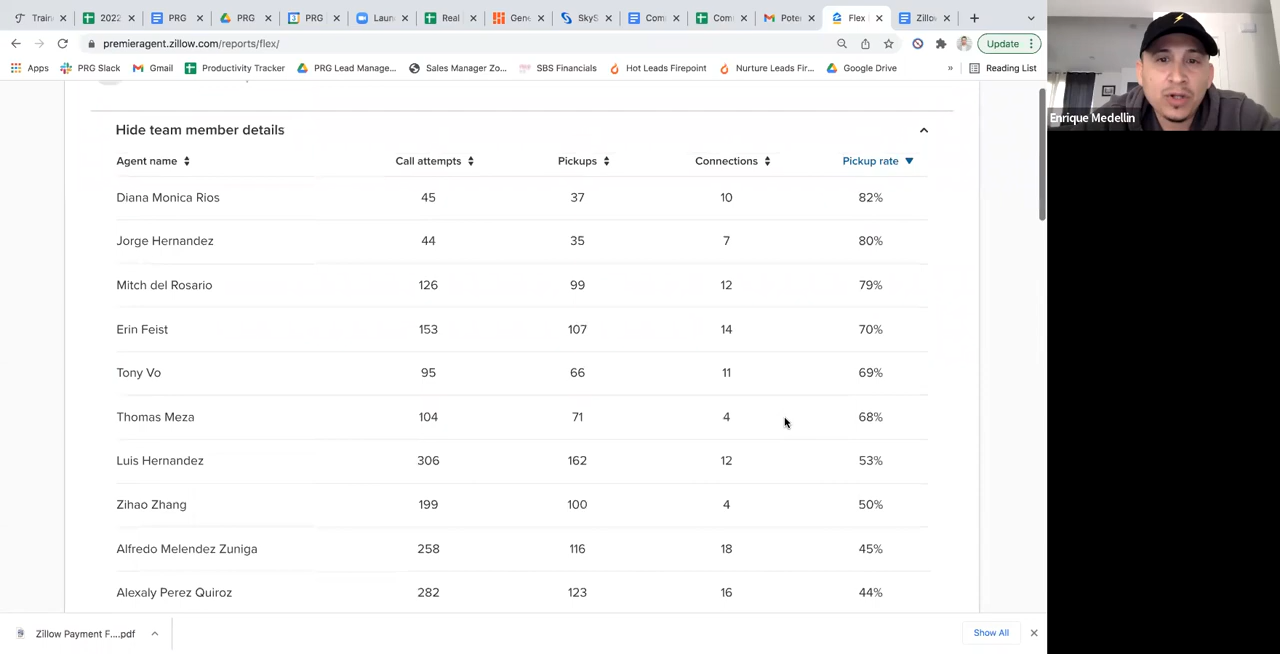 Train
2022
PRG
PRG
PRG
Laun
Real
Gene
SkyS
Com
Com
Pote
Flex
Zillo
premieragent.zillow.com/reports/flex/
Update
Apps
PRG Slack
Gmail
Productivity Tracker
PRG Lead Manage...
Sales Manage Zo...
SBS Financials
Hot Leads Firepoint
Nurture Leads Fir...
Google Drive
»
Reading List
Enrique Medellin
Hide team member details
Agent name Call attempts Pickups Connections Pickup rate
Diana Monica Rios 45 37 10 82%
Jorge Hernandez 44 35 7 80%
Mitch del Rosario 126 99 12 79%
Erin Feist 153 107 14 70%
Tony Vo 95 66 11 69%
Thomas Meza 104 71 4 68%
Luis Hernandez 306 162 12 53%
Zihao Zhang 199 100 4 50%
Alfredo Melendez Zuniga 258 116 18 45%
Alexaly Perez Quiroz 282 123 16 44%
Zillow Payment F....pdf
Show All